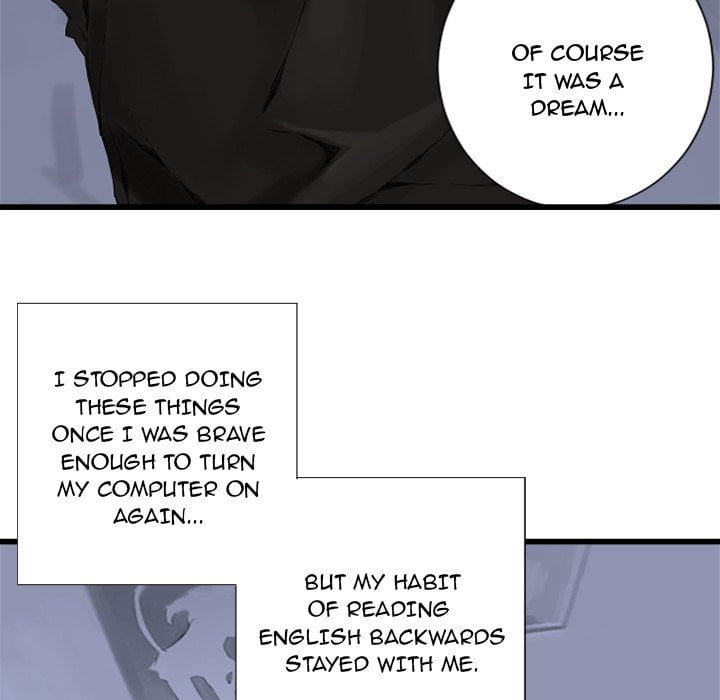 OF COURSE
IT WAS A
DREAM...
I STOPPED DOING
THESE THINGS
ONCE I WAS BRAVE
ENOUGH TO TURN
MY COMPUTER ON
AGAIN...
BUT MY HABIT
OF READING
ENGLISH BACKWARDS
STAYED WITH ME.